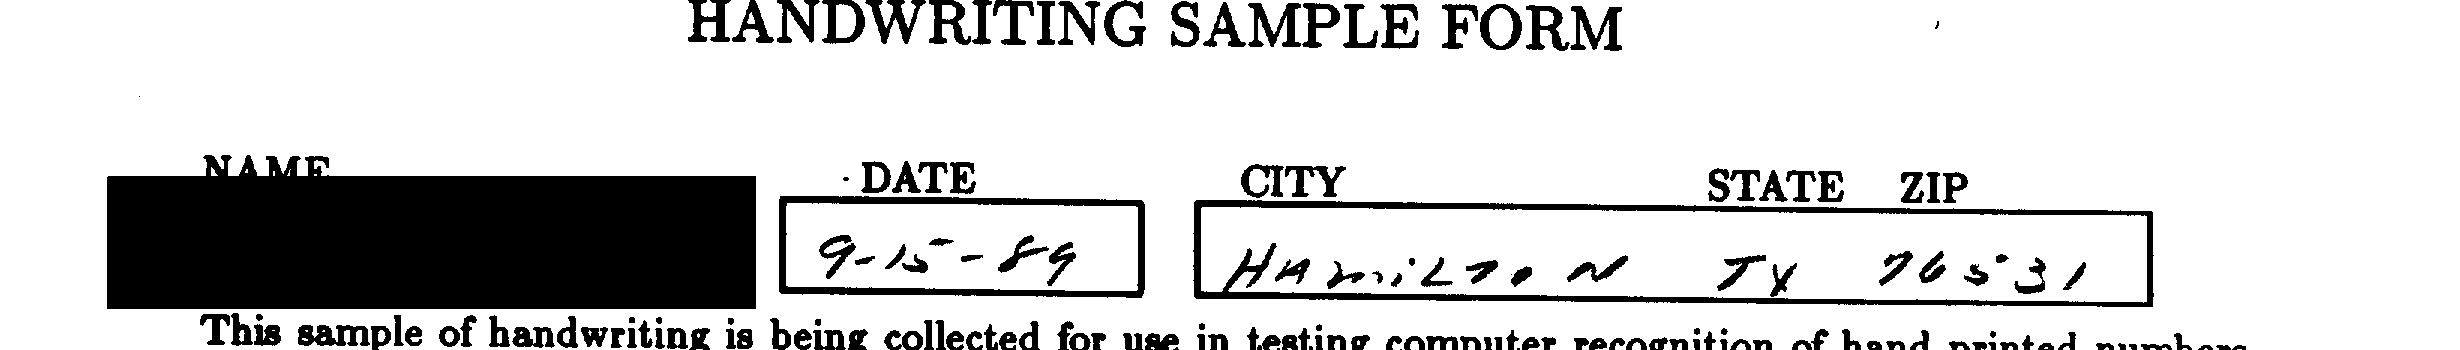 HANDWRITING SAMPLE FORM
NAME DATE CITY STATE ZIP
9-15-89 HAmiLTON TX 76531
This sample of handwriting is being collected for use in testing computer recognition of hand printed numbers